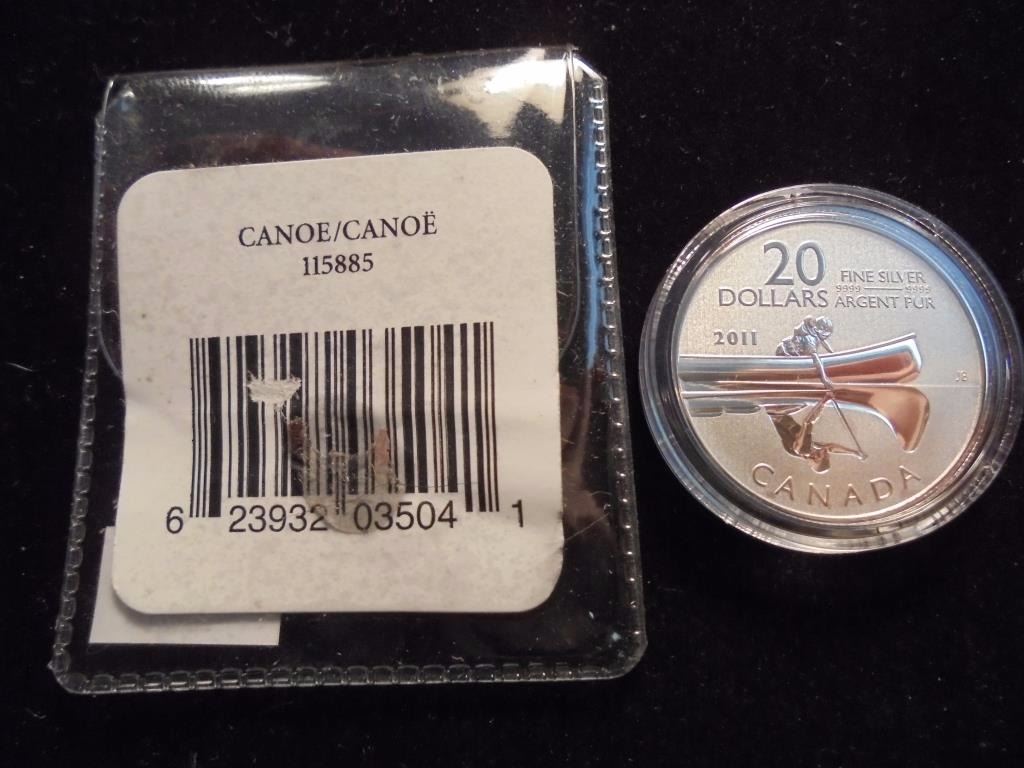 CANOE/CANOË
115885
6 23932 03504 1
20
DOLLARS
FINE SILVER
9999 9999
ARGENT PUR
2011
JB
CANADA